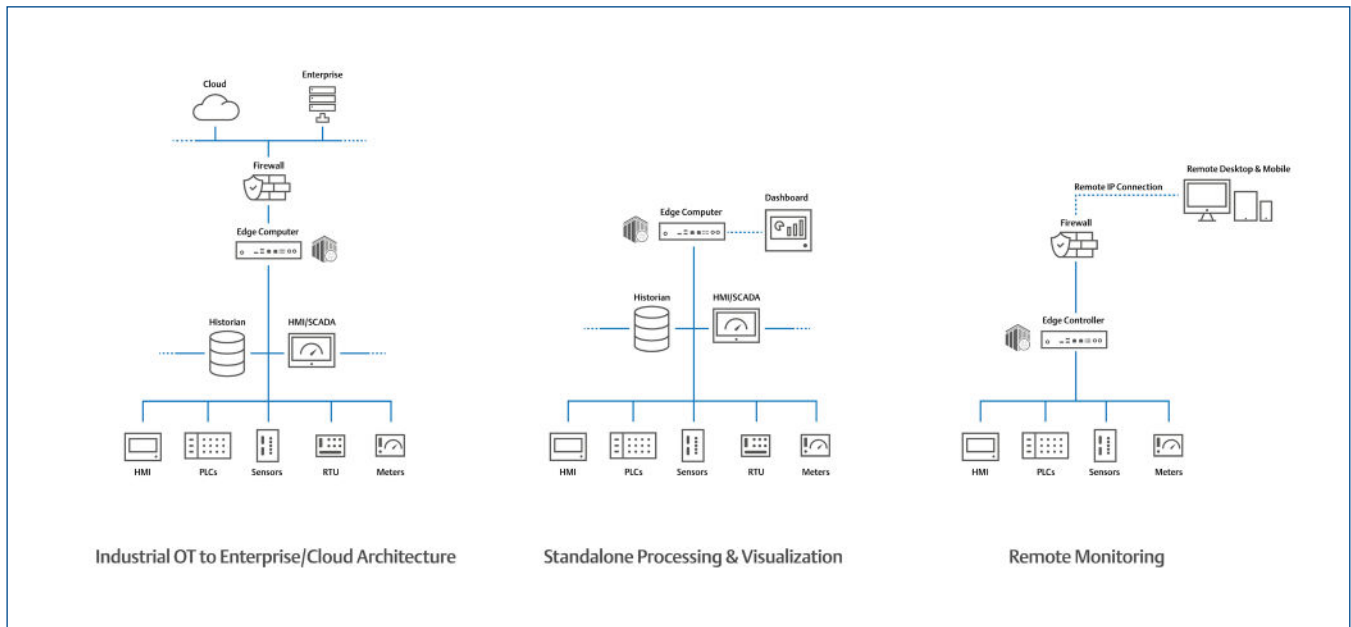 Cloud
Enterprise
Firewall
Edge Computer
Historian
HMI/SCADA
HMI
PLCs
Sensors
RTU
Meters
Industrial OT to Enterprise/Cloud Architecture
Edge Computer
Dashboard
Historian
HMI/SCADA
HMI
PLCs
Sensors
RTU
Meters
Standalone Processing & Visualization
Remote Desktop & Mobile
Remote IP Connection
Firewall
Edge Controller
HMI
PLCs
Sensors
Meters
Remote Monitoring